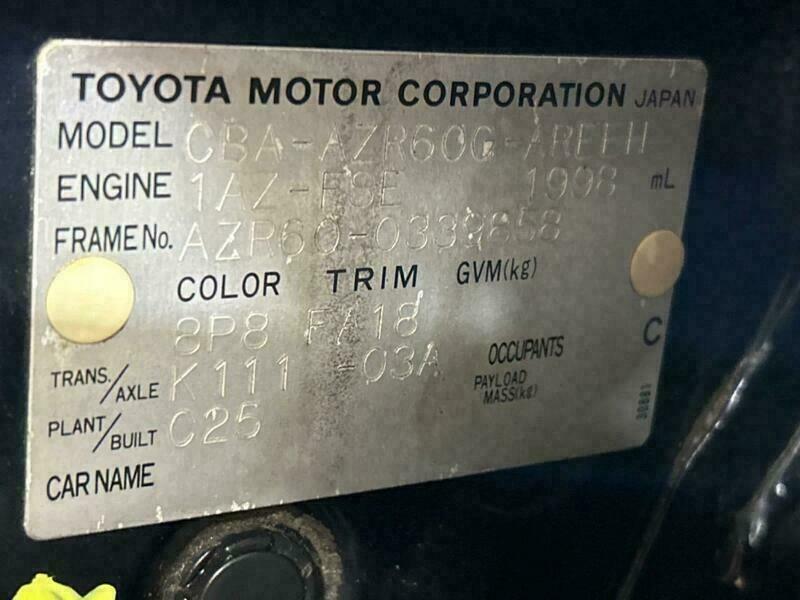 TOYOTA MOTOR CORPORATION JAPAN
MODEL CBA-AZR60G-AREEH
ENGINE 1AZ-FSE 1998 mL
FRAME No. AZR60-0339858
COLOR TRIM GVM(kg)
8P8 FA18
TRANS./AXLE K111 -03A OCCUPANTS C
PAYLOAD MASS(kg)
PLANT/BUILT C25
CAR NAME